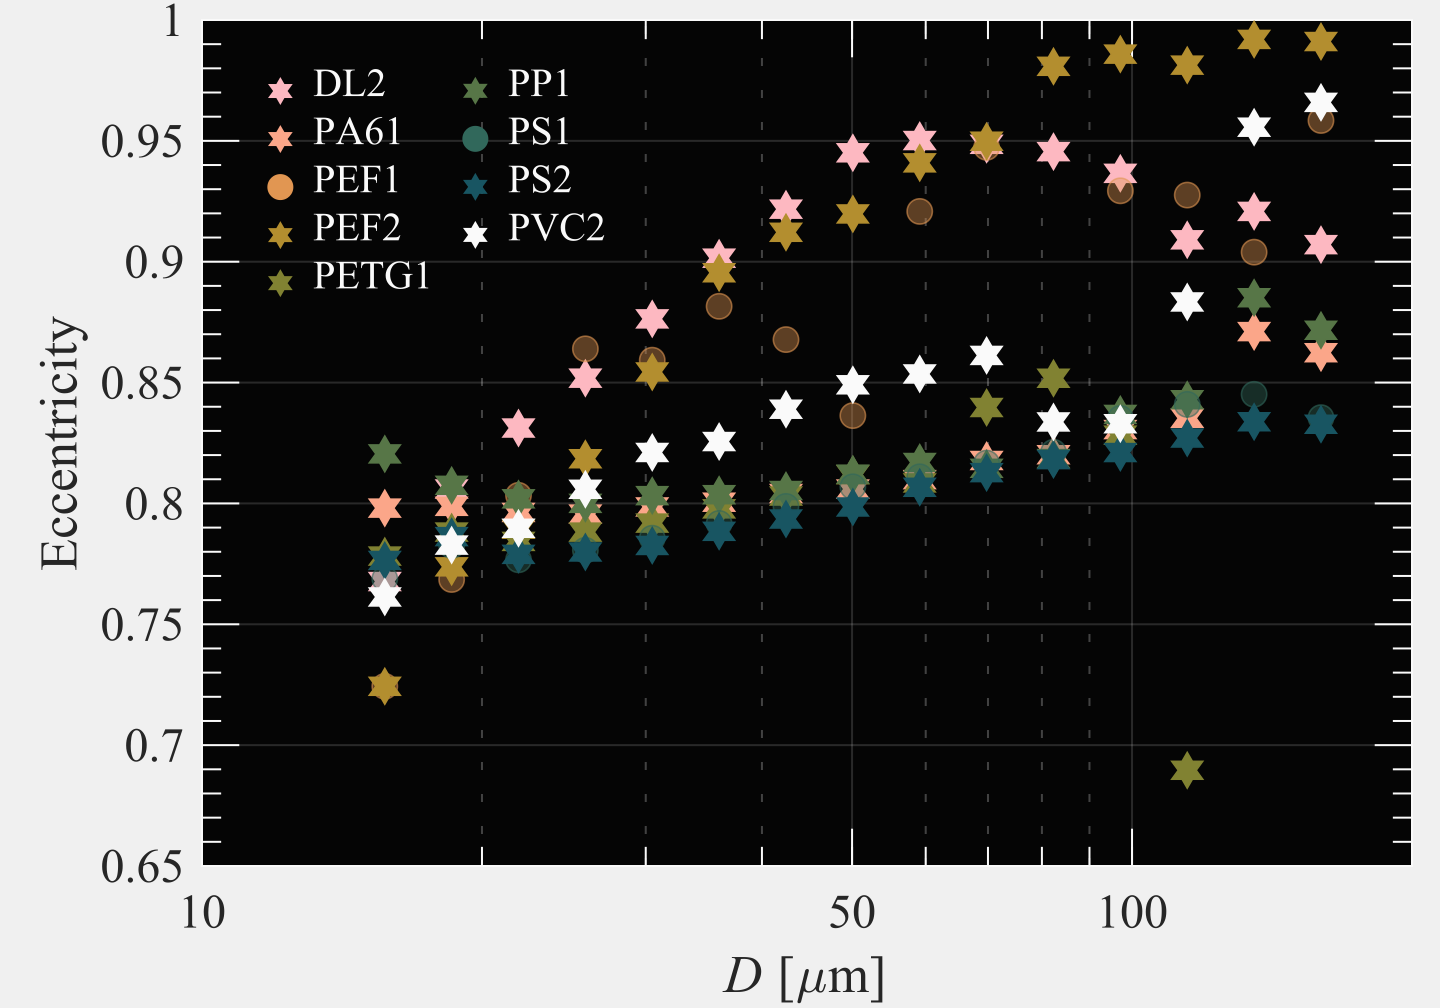 1
0.95
0.9
0.85
0.8
0.75
0.7
0.65
Eccentricity
DL2
PA61
PEF1
PEF2
PETG1
PP1
PS1
PS2
PVC2
10
50
100
D [μm]